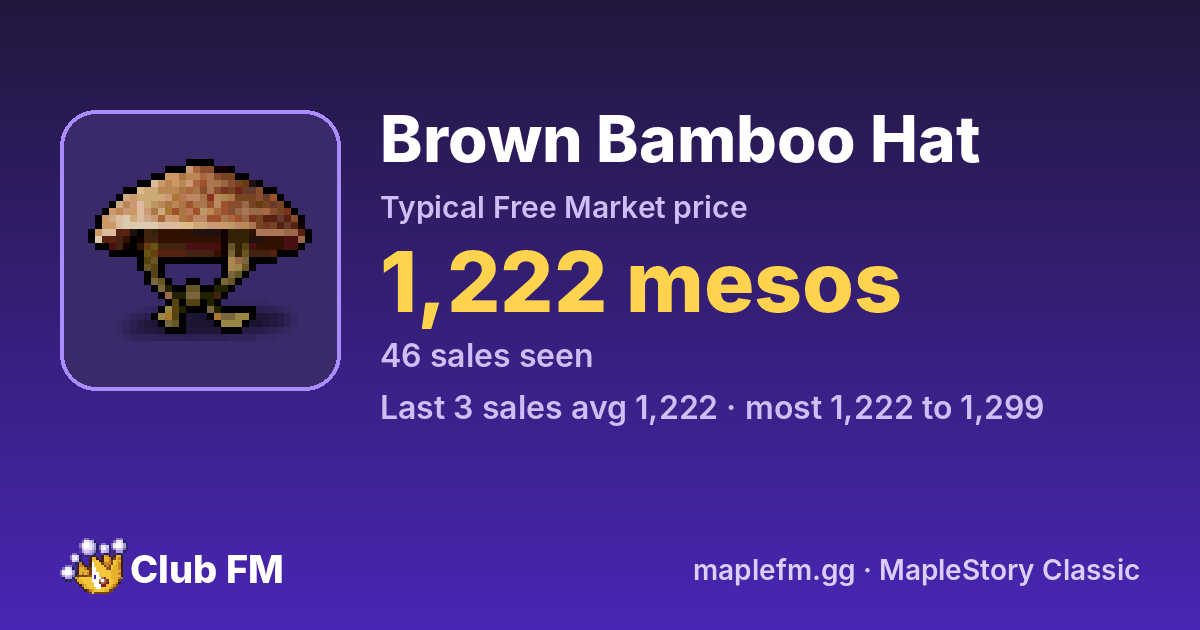 Brown Bamboo Hat
Typical Free Market price
1,222 mesos
46 sales seen
Last 3 sales avg 1,222 · most 1,222 to 1,299
Club FM
maplefm.gg · MapleStory Classic